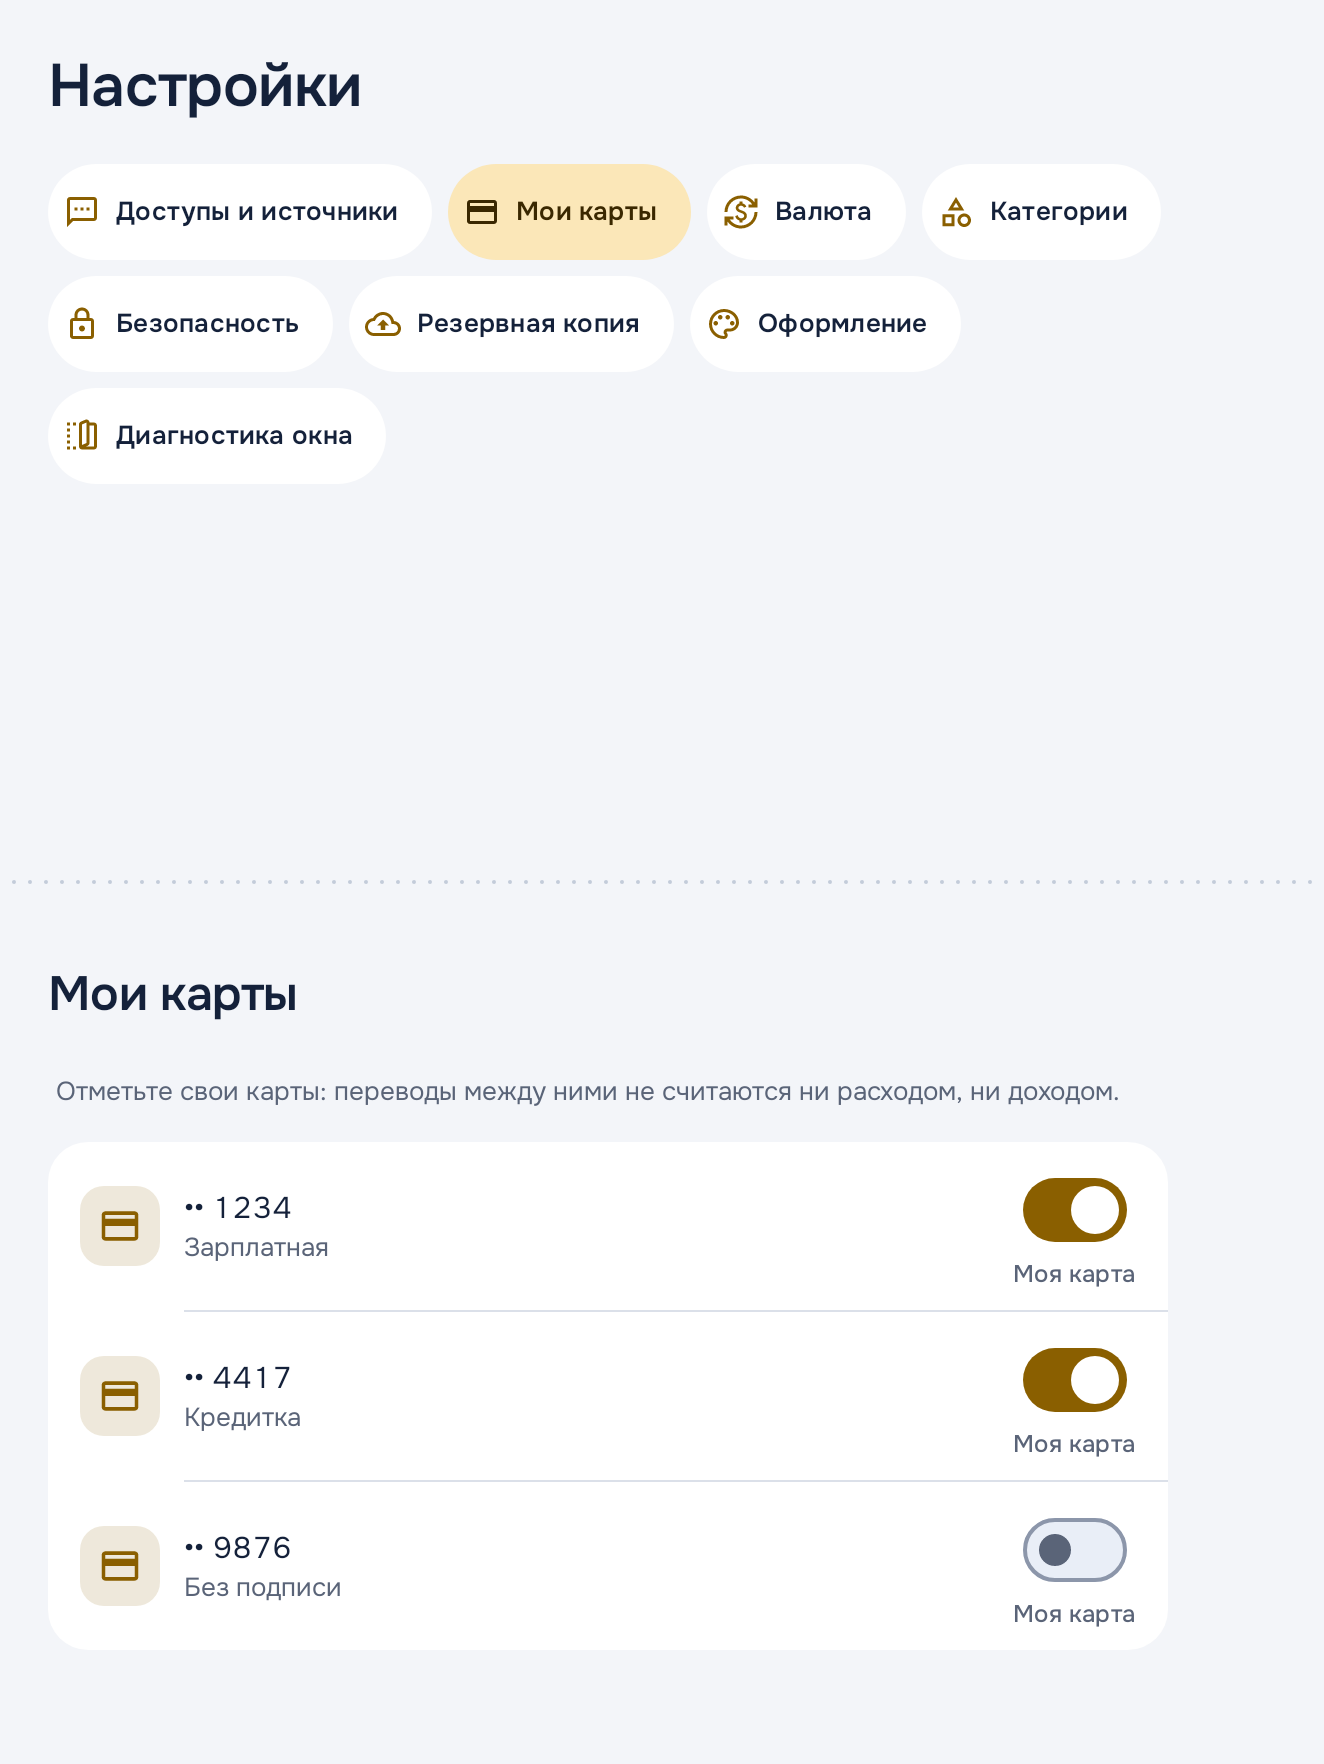 Настройки
Доступы и источники
Мои карты
Валюта
Категории
Безопасность
Резервная копия
Оформление
Диагностика окна
Мои карты
Отметьте свои карты: переводы между ними не считаются ни расходом, ни доходом.
•• 1234
Зарплатная
Моя карта
•• 4417
Кредитка
Моя карта
•• 9876
Без подписи
Моя карта